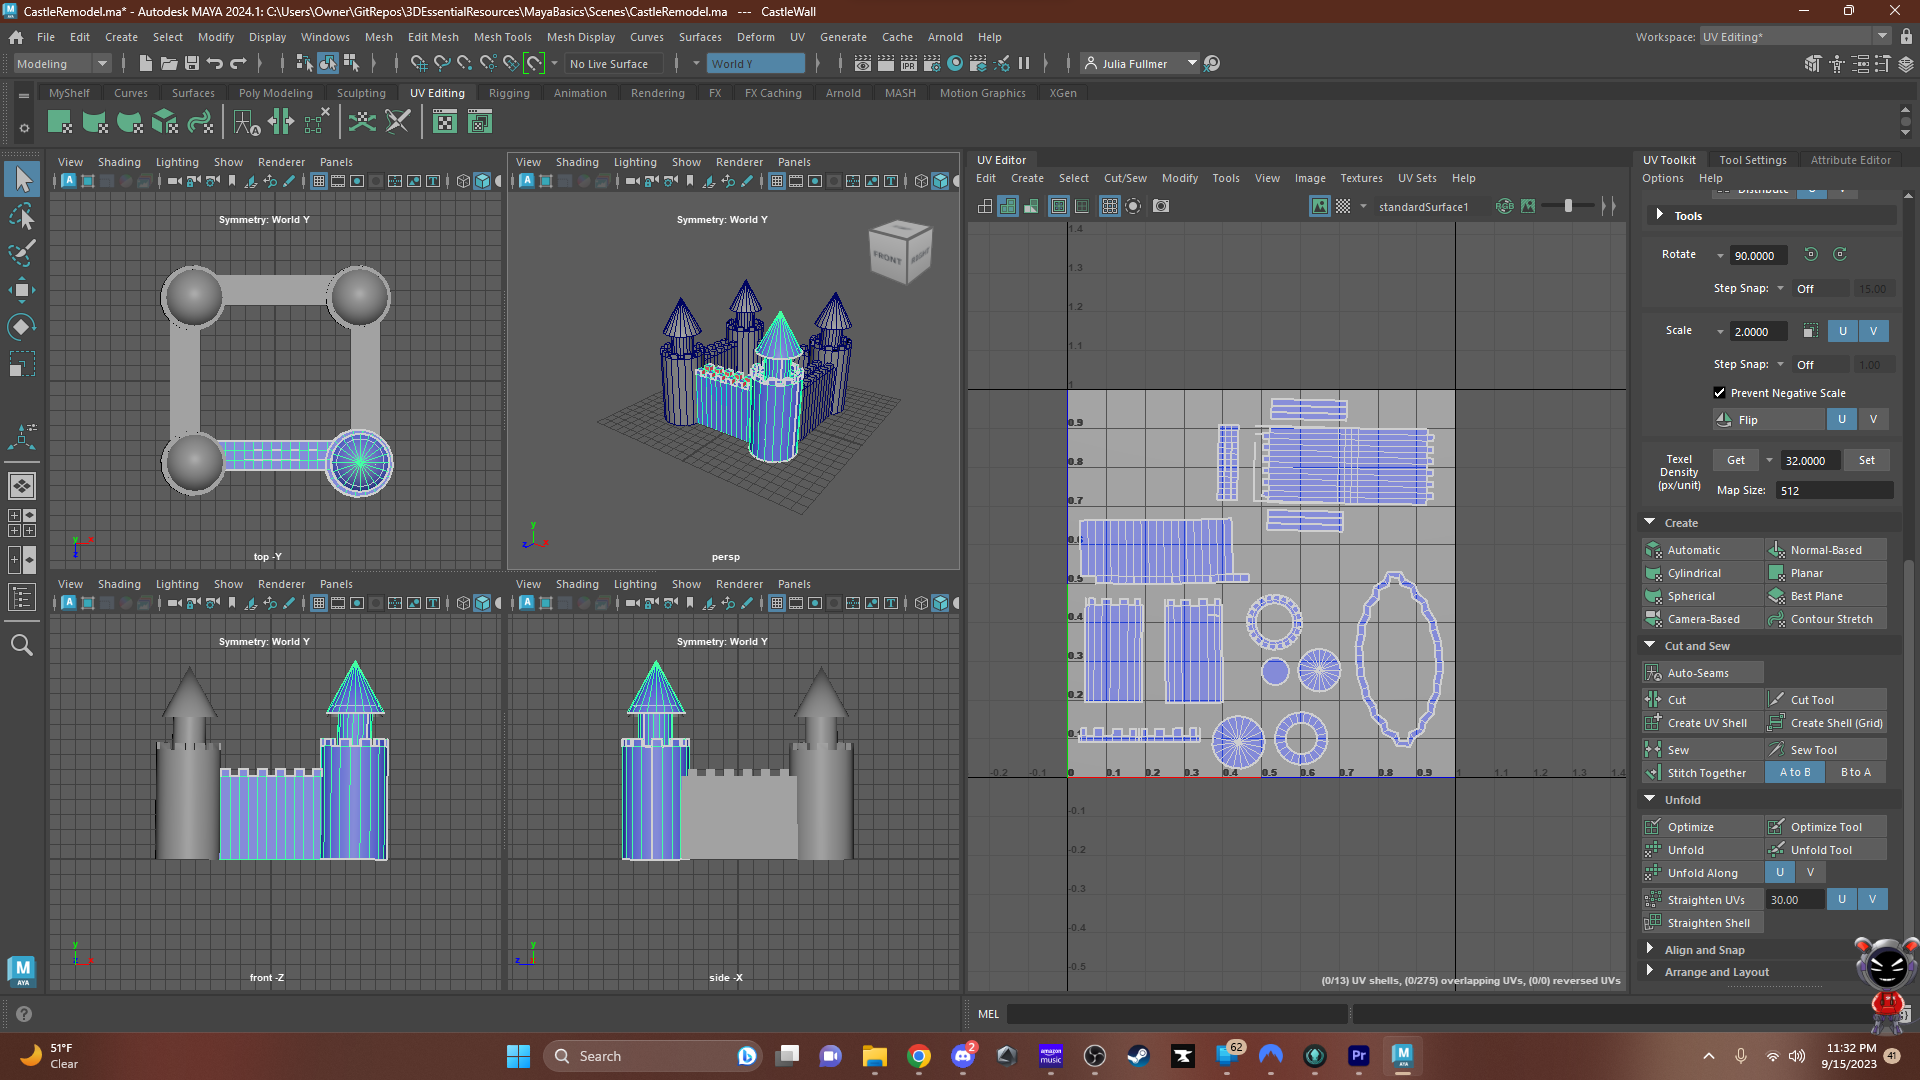 CastleRemodel.ma* - Autodesk MAYA 2024.1: C:\Users\Owner\GitRepos\3DEssentialResources\MayaBasics\Scenes\CastleRemodel.ma --- CastleWall
File Edit Create Select Modify Display Windows Mesh Edit Mesh Mesh Tools Mesh Display Curves Surfaces Deform UV Generate Cache Arnold Help
Workspace: UV Editing*
Modeling
No Live Surface
World Y
Julia Fullmer
MyShelf Curves Surfaces Poly Modeling Sculpting UV Editing Rigging Animation Rendering FX FX Caching Arnold MASH Motion Graphics XGen
View Shading Lighting Show Renderer Panels
Symmetry: World Y
top -Y
View Shading Lighting Show Renderer Panels
Symmetry: World Y
FRONT RIGHT
persp
View Shading Lighting Show Renderer Panels
Symmetry: World Y
front -Z
View Shading Lighting Show Renderer Panels
Symmetry: World Y
side -X
UV Editor
Edit Create Select Cut/Sew Modify Tools View Image Textures UV Sets Help
standardSurface1
1.4
1.3
1.2
1.1
1
0.9
0.8
0.7
0.6
0.5
0.4
0.3
0.2
0.1
-0.2 -0.1 0 0.1 0.2 0.3 0.4 0.5 0.6 0.7 0.8 0.9 1 1.1 1.2 1.3 1.4
-0.1
-0.2
-0.3
-0.4
-0.5
(0/13) UV shells, (0/275) overlapping UVs, (0/0) reversed UVs
UV Toolkit Tool Settings Attribute Editor
Options Help
Distribute U V
Tools
Rotate 90.0000
Step Snap: Off 15.00
Scale 2.0000 U V
Step Snap: Off 1.00
Prevent Negative Scale
Flip U V
Texel Density (px/unit) Get 32.0000 Set
Map Size: 512
Create
Automatic Normal-Based
Cylindrical Planar
Spherical Best Plane
Camera-Based Contour Stretch
Cut and Sew
Auto-Seams
Cut Cut Tool
Create UV Shell Create Shell (Grid)
Sew Sew Tool
Stitch Together A to B B to A
Unfold
Optimize Optimize Tool
Unfold Unfold Tool
Unfold Along U V
Straighten UVs 30.00 U V
Straighten Shell
Align and Snap
Arrange and Layout
MEL
51°F
Clear
Search
11:32 PM
9/15/2023